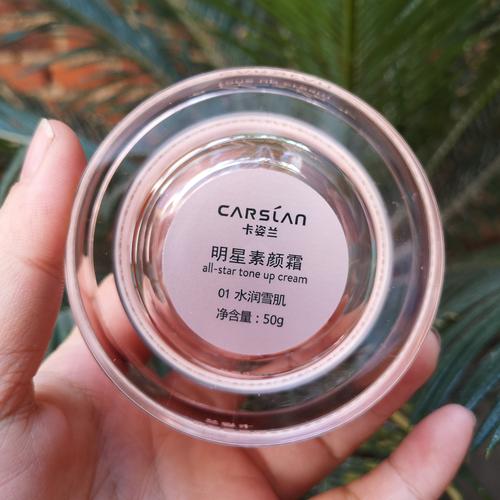 CARSLAN
卡姿兰
明星素颜霜
all-star tone up cream
01 水润雪肌
净含量:50g